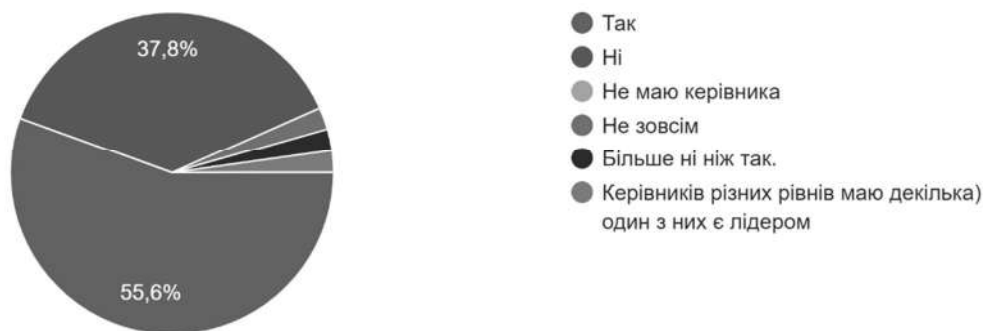 37,8%
55,6%
Так
Ні
Не маю керівника
Не зовсім
Більше ні ніж так.
Керівників різних рівнів маю декілька)
один з них є лідером